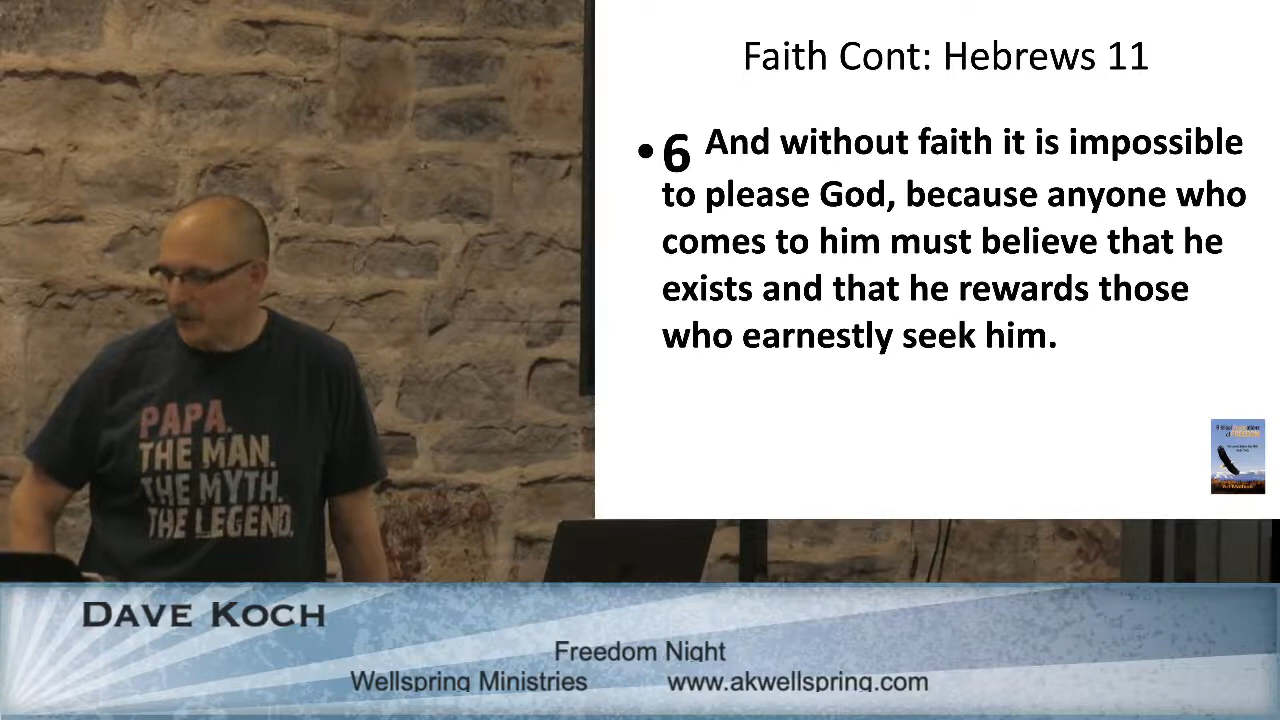 Faith Cont: Hebrews 11
• 6 And without faith it is impossible
to please God, because anyone who
comes to him must believe that he
exists and that he rewards those
who earnestly seek him.
PAPA.
THE MAN.
THE MYTH.
THE LEGEND.
of FREEDOM
DAVE KOCH
Freedom Night
Wellspring Ministries www.akwellspring.com